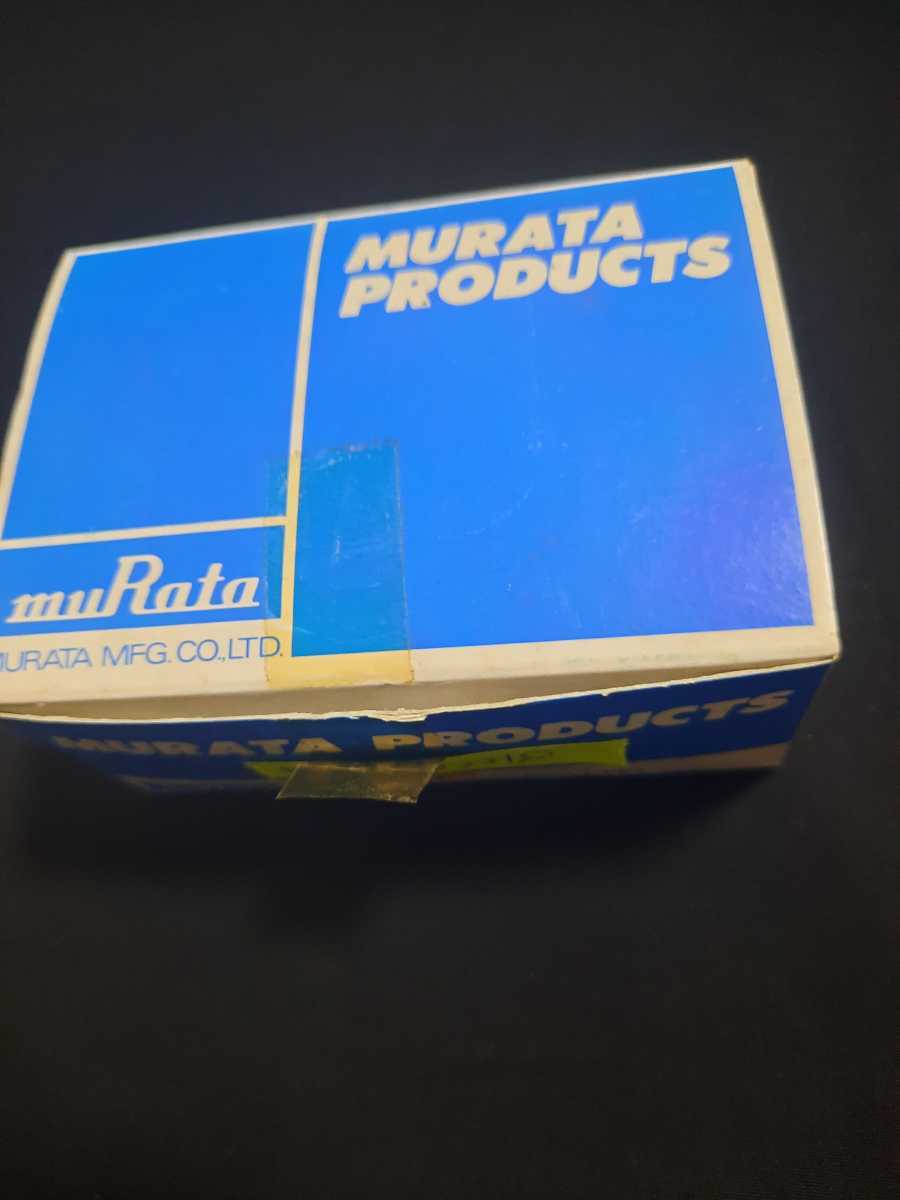 MURATA
PRODUCTS
muRata
MURATA MFG. CO., LTD.
MURATA PRODUCTS